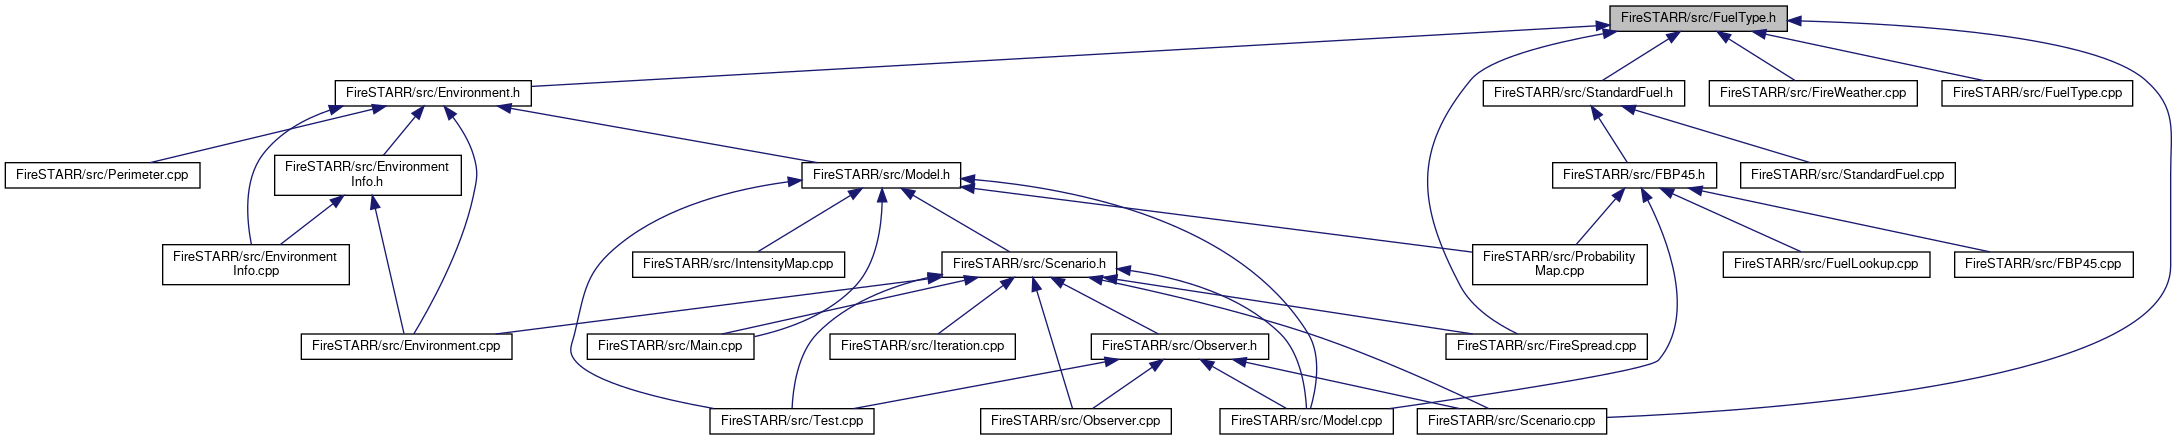 FireSTARR/src/FuelType.h
FireSTARR/src/Environment.h
FireSTARR/src/StandardFuel.h
FireSTARR/src/FireWeather.cpp
FireSTARR/src/FuelType.cpp
FireSTARR/src/Perimeter.cpp
FireSTARR/src/Environment
Info.h
FireSTARR/src/Model.h
FireSTARR/src/FBP45.h
FireSTARR/src/StandardFuel.cpp
FireSTARR/src/Environment
Info.cpp
FireSTARR/src/IntensityMap.cpp
FireSTARR/src/Scenario.h
FireSTARR/src/Probability
Map.cpp
FireSTARR/src/FuelLookup.cpp
FireSTARR/src/FBP45.cpp
FireSTARR/src/Environment.cpp
FireSTARR/src/Main.cpp
FireSTARR/src/Iteration.cpp
FireSTARR/src/Observer.h
FireSTARR/src/FireSpread.cpp
FireSTARR/src/Test.cpp
FireSTARR/src/Observer.cpp
FireSTARR/src/Model.cpp
FireSTARR/src/Scenario.cpp